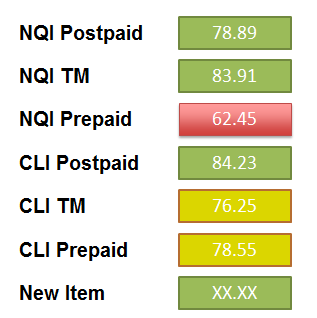 NQI Postpaid 78.89
NQI TM 83.91
NQI Prepaid 62.45
CLI Postpaid 84.23
CLI TM 76.25
CLI Prepaid 78.55
New Item XX.XX